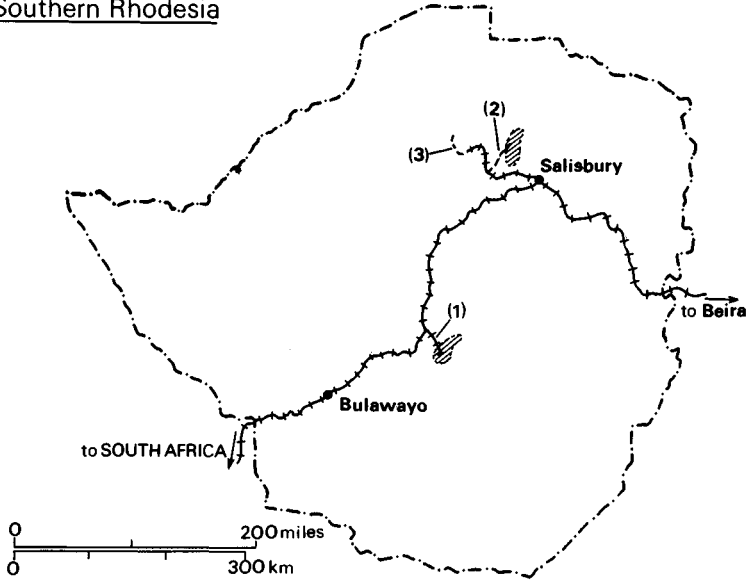 Southern Rhodesia
(2)
(3)
Salisbury
(1)
to Beira
Bulawayo
to SOUTH AFRICA
0 200 miles
0 300 km